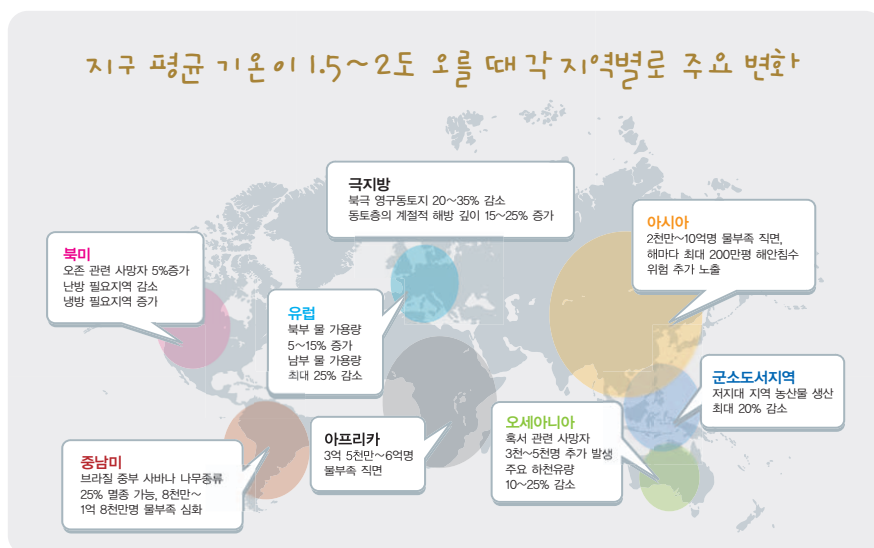 지구 평균 기온이 1.5~2도 오를 때 각 지역별로 주요 변화
극지방
북극 영구동토지 20~35% 감소
동토층의 계절적 해방 깊이 15~25% 증가
아시아
2천만~10억명 물부족 직면,
해마다 최대 200만평 해안침수
위험 추가 노출
북미
오존 관련 사망자 5%증가
난방 필요지역 감소
냉방 필요지역 증가
유럽
북부 물 가용량
5~15% 증가
남부 물 가용량
최대 25% 감소
군소도서지역
저지대 지역 농산물 생산
최대 20% 감소
아프리카
3억 5천만~6억명
물부족 직면
오세아니아
혹서 관련 사망자
3천~5천명 추가 발생
주요 하천유량
10~25% 감소
중남미
브라질 중부 사바나 나무종류
25% 멸종 가능, 8천만~
1억 8천만명 물부족 심화